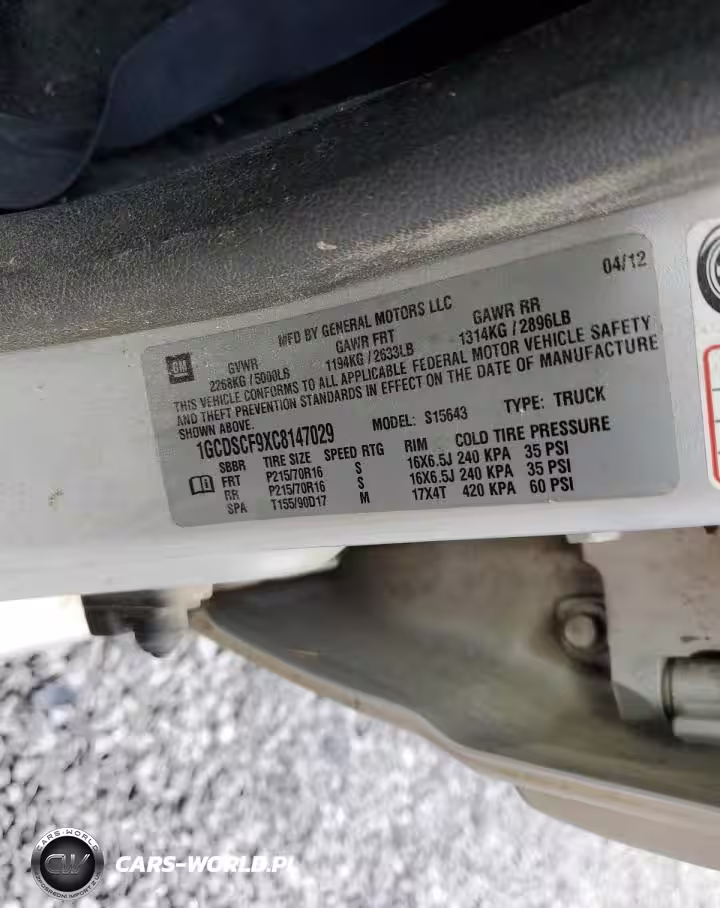 04/12
MFD BY GENERAL MOTORS LLC
GM
GVWR GAWR FRT GAWR RR
2268KG / 5000LB 1194KG / 2633LB 1314KG / 2896LB
THIS VEHICLE CONFORMS TO ALL APPLICABLE FEDERAL MOTOR VEHICLE SAFETY
AND THEFT PREVENTION STANDARDS IN EFFECT ON THE DATE OF MANUFACTURE
SHOWN ABOVE.
1GCDSCF9XC8147029 MODEL: S15643 TYPE: TRUCK
SBBR TIRE SIZE SPEED RTG RIM COLD TIRE PRESSURE
FRT P215/70R16 S 16X6.5J 240 KPA 35 PSI
RR P215/70R16 S 16X6.5J 240 KPA 35 PSI
SPA T155/90D17 M 17X4T 420 KPA 60 PSI
CARS-WORLD
CW
CARS-WORLD.PL